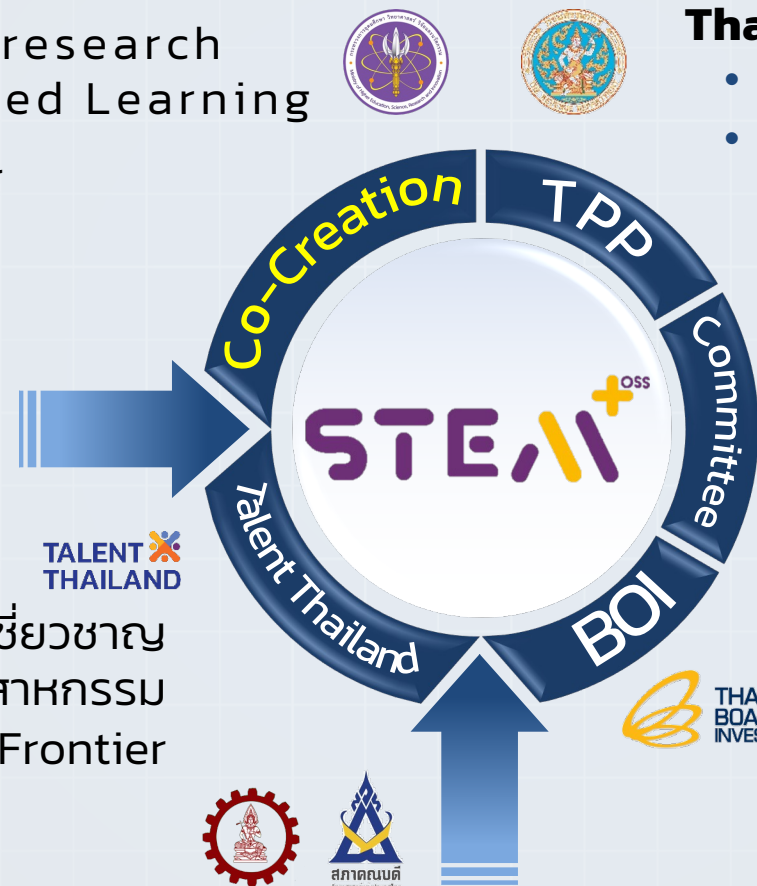 research
ed Learning
Tha
Co-Creation
TPP
Committee
STEM+
OSS
Talent Thailand
BOI
TALENT
THAILAND
ชี่ยวชาญ
สาหกรรม
Frontier
THA
BOA
INVES
สภาคณบดี